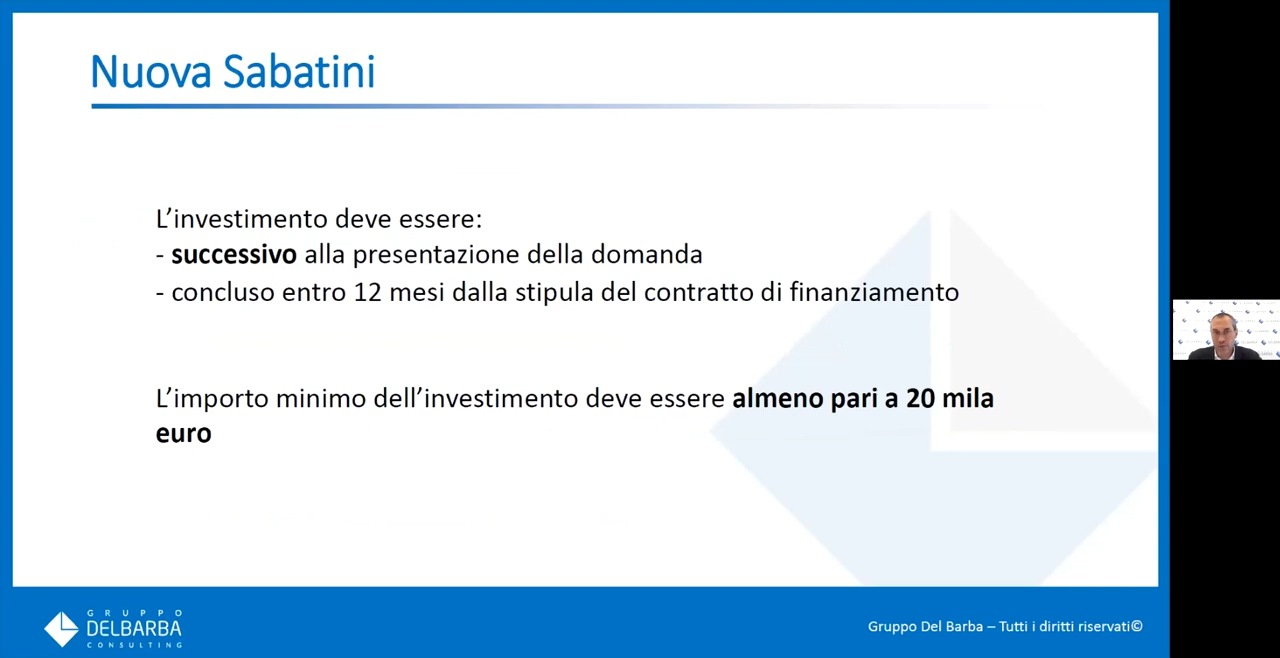 Nuova Sabatini
L’investimento deve essere:
- successivo alla presentazione della domanda
- concluso entro 12 mesi dalla stipula del contratto di finanziamento
L’importo minimo dell’investimento deve essere almeno pari a 20 mila
euro
GRUPPO
DELBARBA
CONSULTING
Gruppo Del Barba – Tutti i diritti riservati©